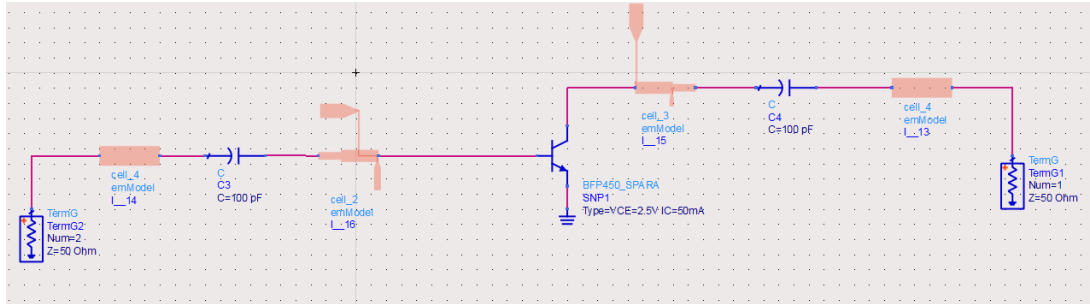 cell_4
emModel
I__14
C
C3
C=100 pF
cell_2
emModel
I__16
TermG
TermG2
Num=2
Z=50 Ohm
BFP450_SPARA
SNP1
Type=VCE=2.5V IC=50mA
cell_3
emModel
I__15
C
C4
C=100 pF
cell_4
emModel
I__13
TermG
TermG1
Num=1
Z=50 Ohm